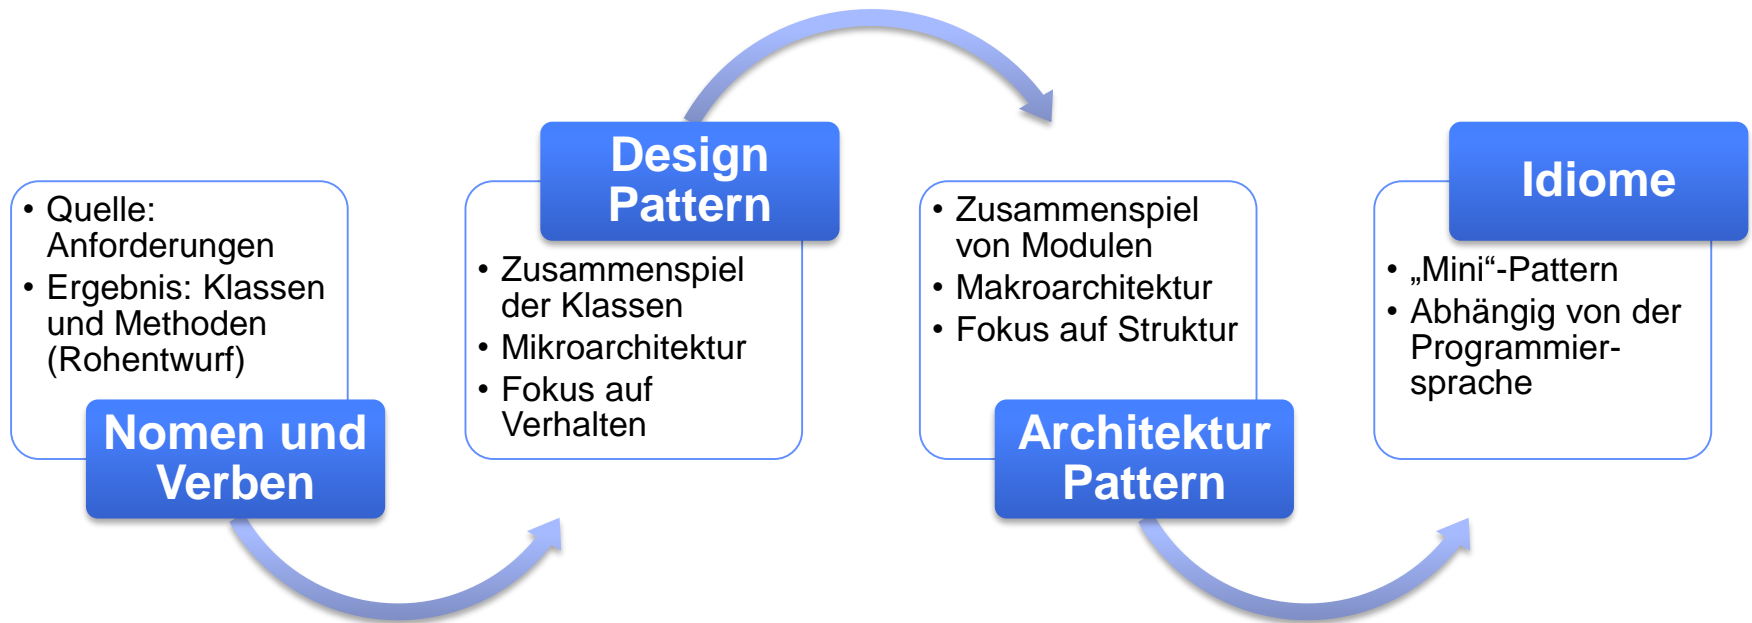 • Quelle:
Anforderungen
• Ergebnis: Klassen
und Methoden
(Rohentwurf)
Nomen und
Verben
Design
Pattern
• Zusammenspiel
der Klassen
• Mikroarchitektur
• Fokus auf
Verhalten
• Zusammenspiel
von Modulen
• Makroarchitektur
• Fokus auf Struktur
Architektur
Pattern
Idiome
• „Mini“-Pattern
• Abhängig von der
Programmier-
sprache